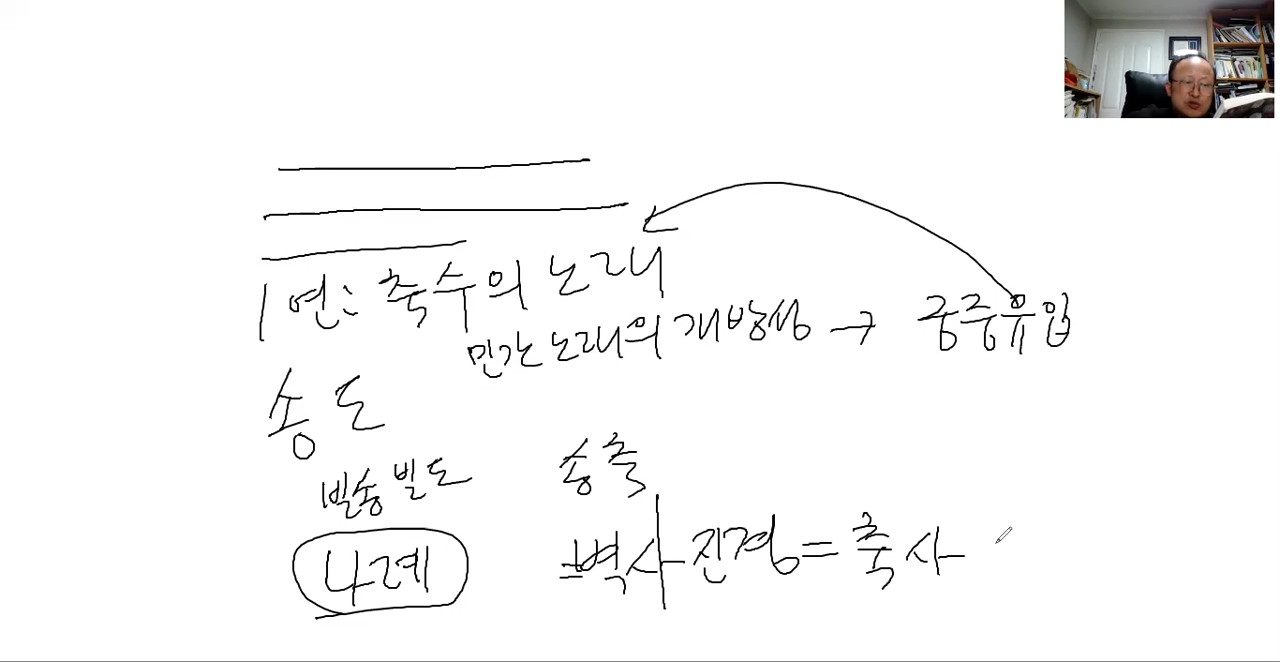 1연: 축수의 노래
민간노래의 개방성 → 궁중유입
송도
빌송빌도
송축
나례
벽사진경=축사